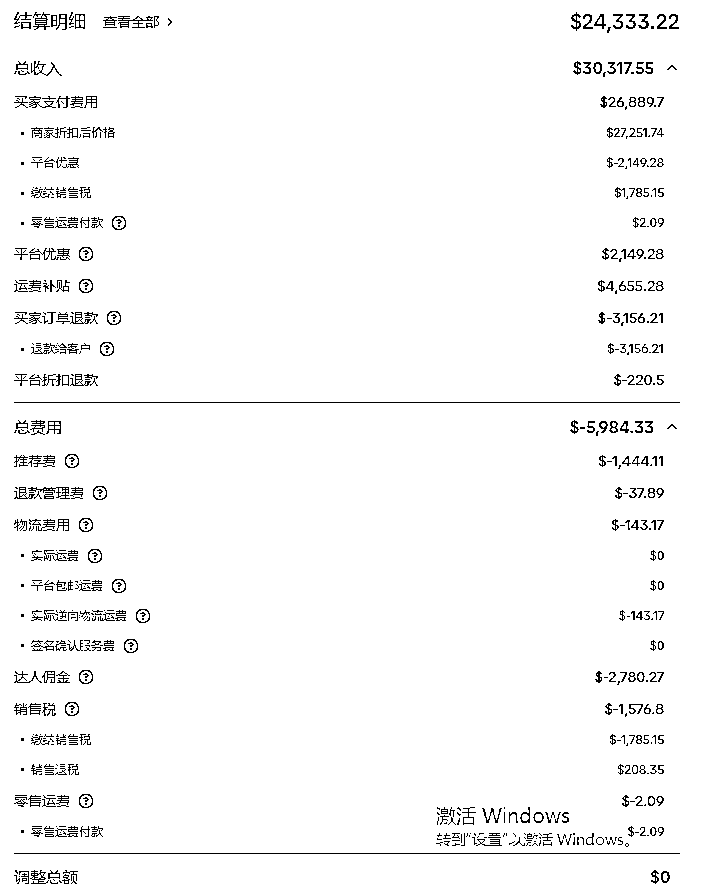 结算明细 查看全部 > $24,333.22
总收入 $30,317.55
买家支付费用 $26,889.7
• 商家折扣后价格 $27,251.74
• 平台优惠 $-2,149.28
• 缴纳销售税 $1,785.15
• 零售运费付款 ? $2.09
平台优惠 ? $2,149.28
运费补贴 ? $4,655.28
买家订单退款 ? $-3,156.21
• 退款给客户 ? $-3,156.21
平台折扣退款 $-220.5
总费用 $-5,984.33
推荐费 ? $-1,444.11
退款管理费 ? $-37.89
物流费用 ? $-143.17
• 实际运费 ? $0
• 平台包邮运费 ? $0
• 实际逆向物流运费 ? $-143.17
• 签名确认服务费 ? $0
达人佣金 ? $-2,780.27
销售税 ? $-1,576.8
• 缴纳销售税 $-1,785.15
• 销售退税 $208.35
零售运费 ? $-2.09
激活 Windows
• 零售运费付款 $-2.09
转到"设置"以激活 Windows。
调整总额 $0